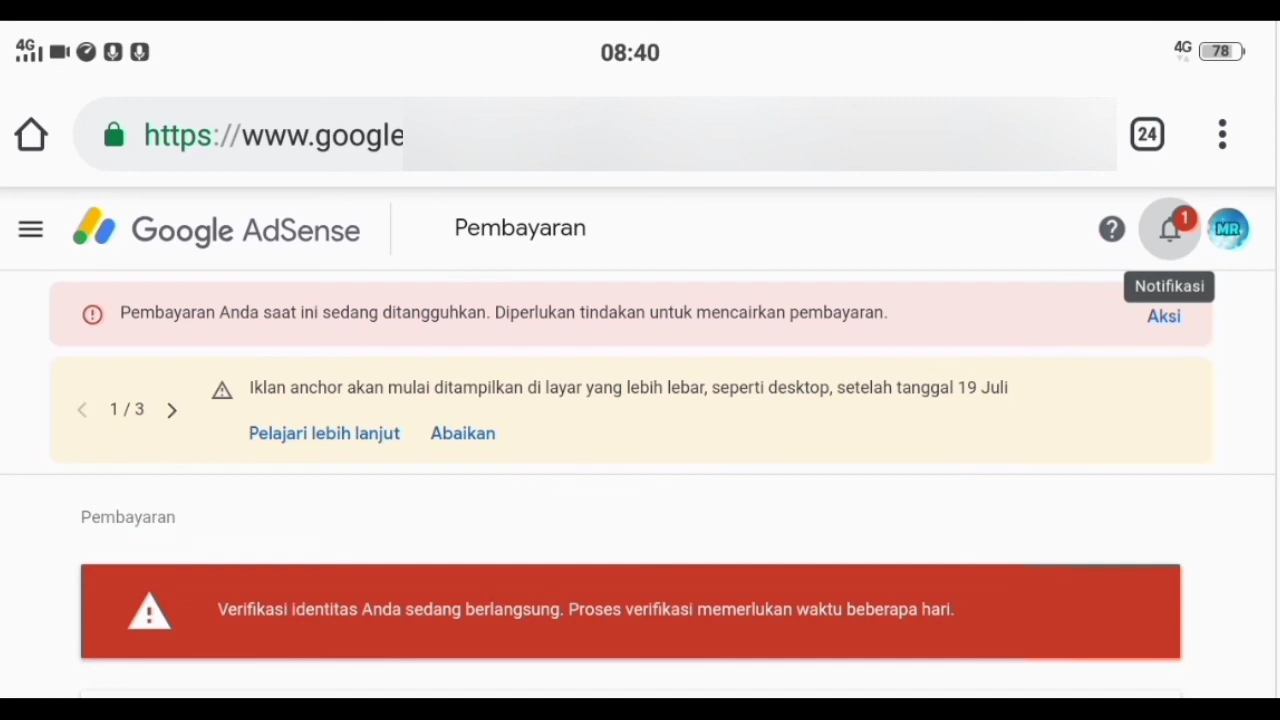 4G 08:40 4G 78
https://www.google 24
Google AdSense Pembayaran 1 MR
Notifikasi
Pembayaran Anda saat ini sedang ditangguhkan. Diperlukan tindakan untuk mencairkan pembayaran. Aksi
Iklan anchor akan mulai ditampilkan di layar yang lebih lebar, seperti desktop, setelah tanggal 19 Juli
1 / 3
Pelajari lebih lanjut Abaikan
Pembayaran
Verifikasi identitas Anda sedang berlangsung. Proses verifikasi memerlukan waktu beberapa hari.